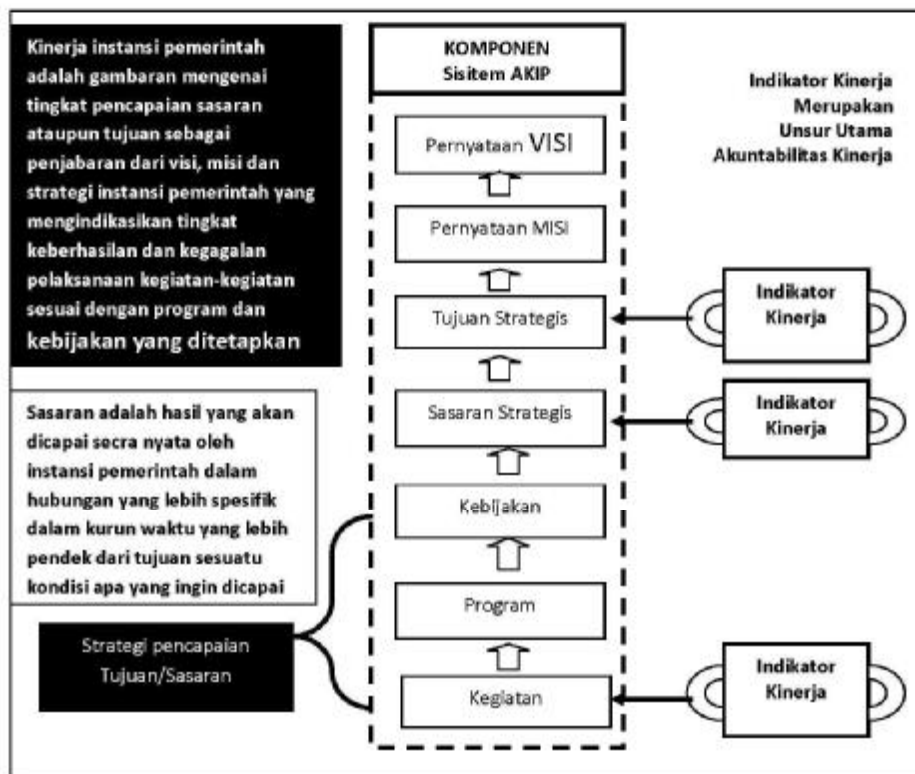 Kinerja instansi pemerintah
adalah gambaran mengenai
tingkat pencapaian sasaran
ataupun tujuan sebagai
penjabaran dari visi, misi dan
strategi instansi pemerintah yang
mengindikasikan tingkat
keberhasilan dan kegagalan
pelaksanaan kegiatan-kegiatan
sesuai dengan program dan
kebijakan yang ditetapkan
Sasaran adalah hasil yang akan
dicapai secra nyata oleh
instansi pemerintah dalam
hubungan yang lebih spesifik
dalam kurun waktu yang lebih
pendek dari tujuan sesuatu
kondisi apa yang ingin dicapai
Strategi pencapaian
Tujuan/Sasaran
KOMPONEN
Sisitem AKIP
Pernyataan VISI
Pernyataan MISI
Tujuan Strategis
Sasaran Strategis
Kebijakan
Program
Kegiatan
Indikator Kinerja
Merupakan
Unsur Utama
Akuntabilitas Kinerja
Indikator
Kinerja
Indikator
Kinerja
Indikator
Kinerja